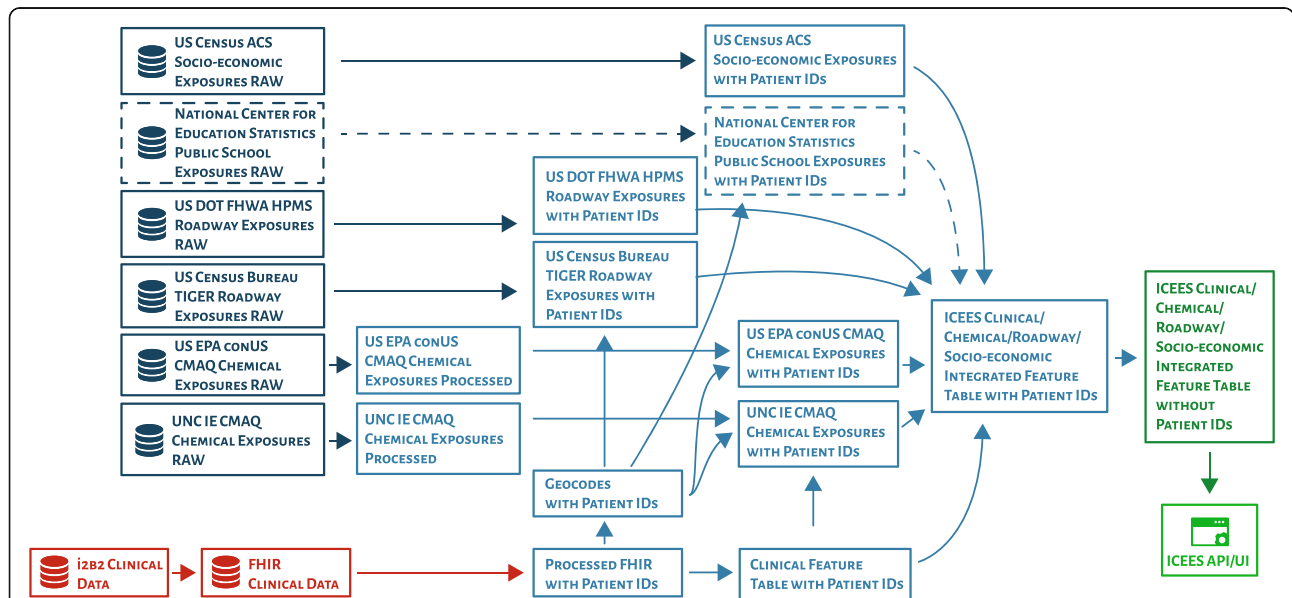 US Census ACS
Socio-economic
Exposures RAW
US Census ACS
Socio-economic Exposures
with Patient IDs
National Center for
Education Statistics
Public School
Exposures RAW
National Center for
Education Statistics
Public School Exposures
with Patient IDs
US DOT FHWA HPMS
Roadway Exposures
RAW
US DOT FHWA HPMS
Roadway Exposures
with Patient IDs
US Census Bureau
TIGER Roadway
Exposures RAW
US Census Bureau
TIGER Roadway
Exposures with
Patient IDs
US EPA conUS
CMAQ Chemical
Exposures RAW
US EPA conUS
CMAQ Chemical
Exposures Processed
US EPA conUS CMAQ
Chemical Exposures
with Patient IDs
UNC IE CMAQ
Chemical Exposures
RAW
UNC IE CMAQ
Chemical Exposures
Processed
UNC IE CMAQ
Chemical Exposures
with Patient IDs
ICEES Clinical/
Chemical/Roadway/
Socio-economic
Integrated Feature
Table with Patient IDs
ICEES Clinical/
Chemical/
Roadway/
Socio-economic
Integrated
Feature Table
without
Patient IDs
Geocodes
with Patient IDs
i2b2 Clinical
Data
FHIR
Clinical Data
Processed FHIR
with Patient IDs
Clinical Feature
Table with Patient IDs
ICEES API/UI